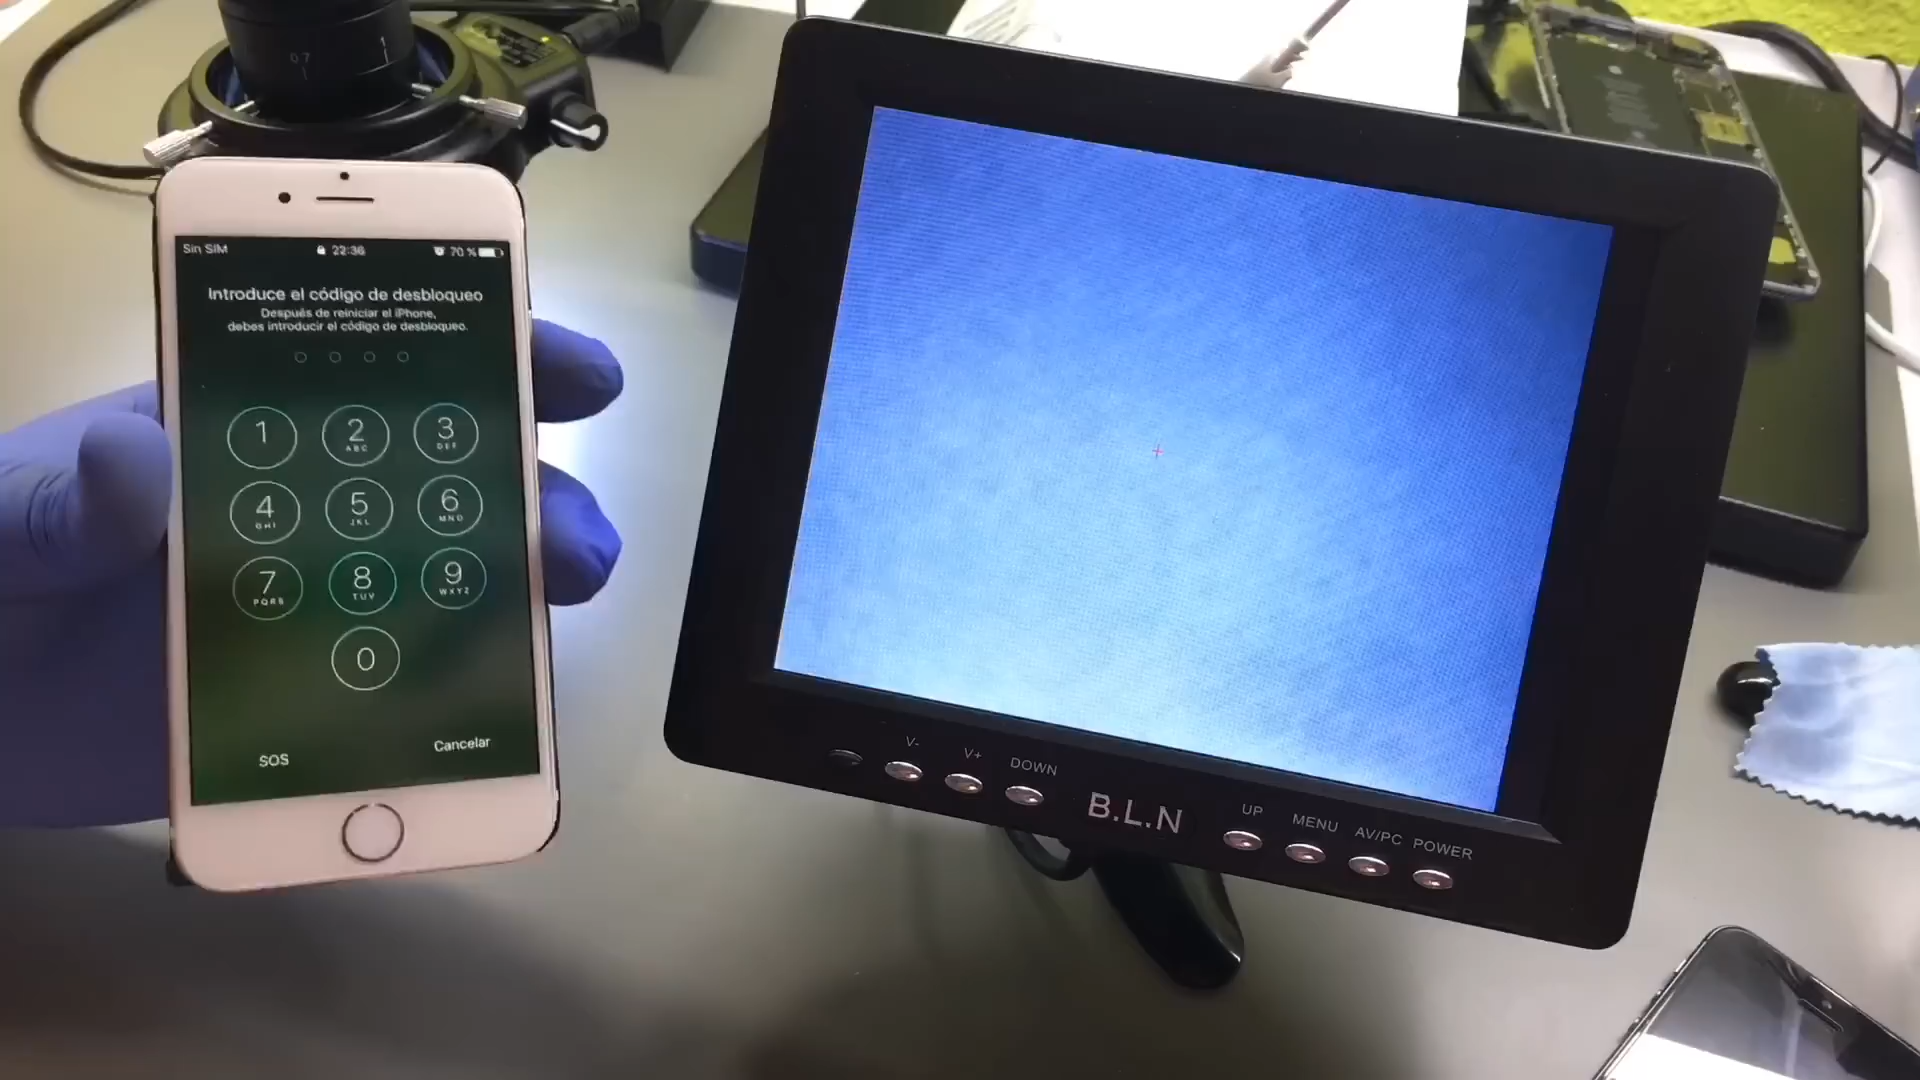 07
1
Sin SIM 22:36 70 %
Introduce el código de desbloqueo
Después de reiniciar el iPhone,
debes introducir el código de desbloqueo.
1 2 3
ABC DEF
4 5 6
GHI JKL MNO
7 8 9
PQRS TUV WXYZ
0
SOS Cancelar
V- V+ DOWN B.L.N UP MENU AV/PC POWER